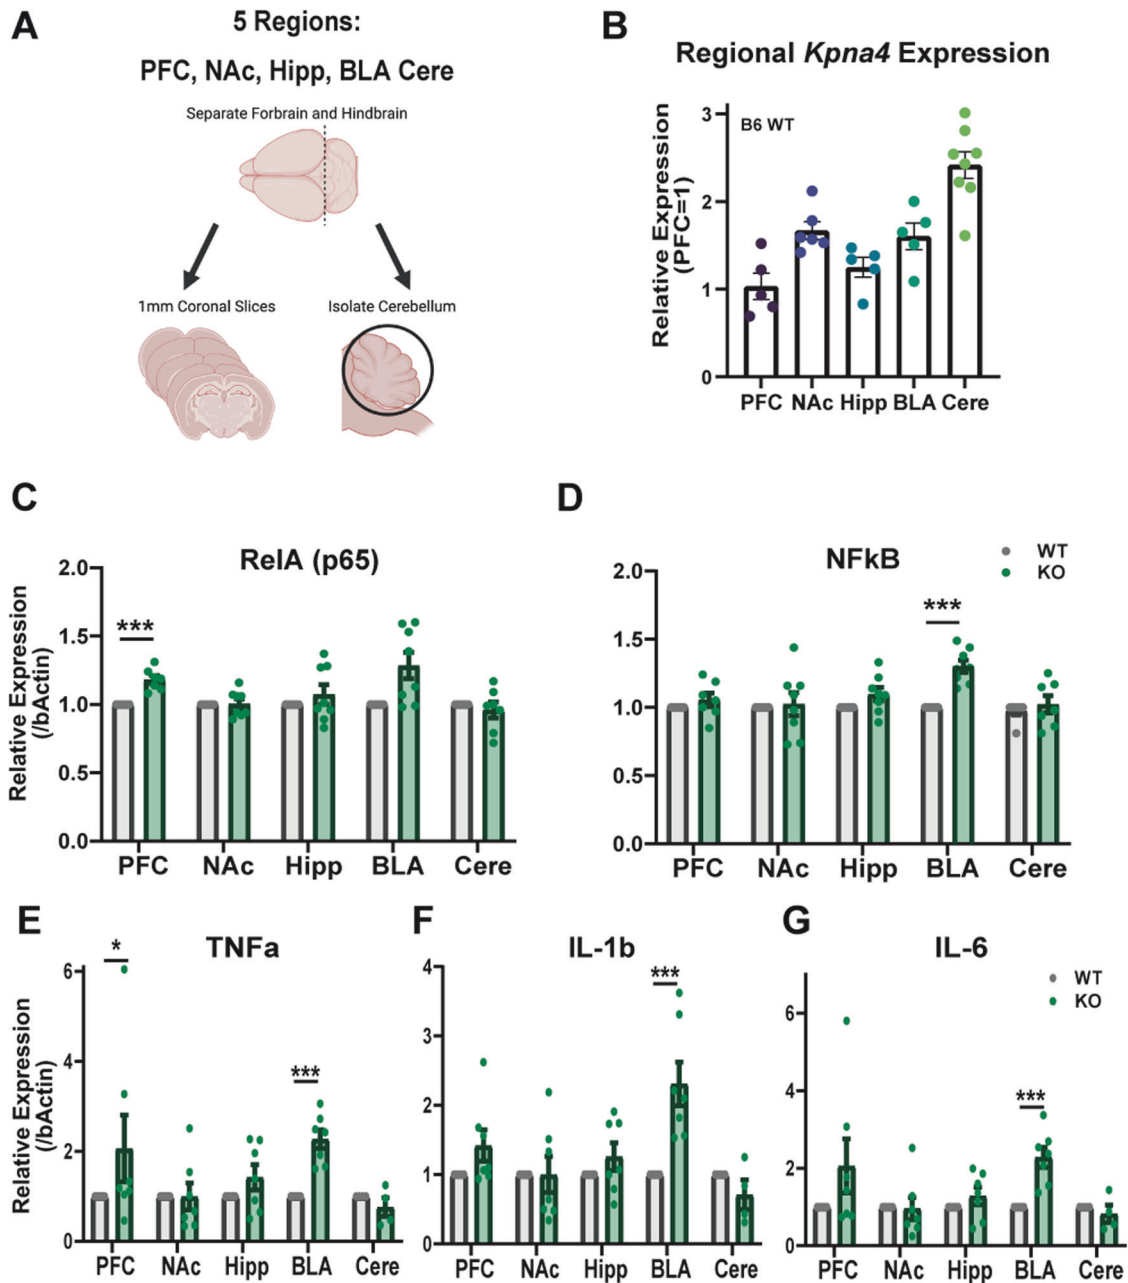 A
5 Regions:
PFC, NAc, Hipp, BLA Cere
Separate Forbrain and Hindbrain
1mm Coronal Slices
Isolate Cerebellum
B
Regional Kpna4 Expression
B6 WT
Relative Expression
(PFC=1)
3
2
1
0
PFC NAc Hipp BLA Cere
C
RelA (p65)
Relative Expression
(/bActin)
2.0
1.5
1.0
0.5
0.0
***
PFC NAc Hipp BLA Cere
D
NFkB
WT
KO
2.0
1.5
1.0
0.5
0.0
***
PFC NAc Hipp BLA Cere
E
TNFa
Relative Expression
(/bActin)
6
4
2
0
*
***
PFC NAc Hipp BLA Cere
F
IL-1b
4
3
2
1
0
***
PFC NAc Hipp BLA Cere
G
IL-6
WT
KO
6
4
2
0
***
PFC NAc Hipp BLA Cere